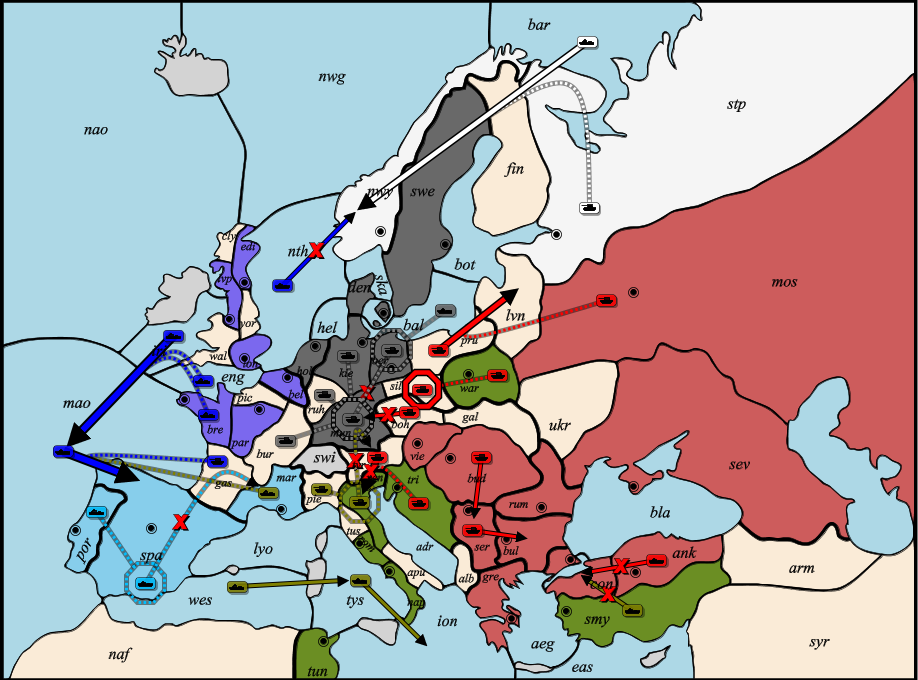 bar
nwg
stp
nao
fin
nwy
swe
cly
edi
nth
bot
mos
den
ska
lvp
yor
hel
bal
lvn
pru
wal
lon
hol
kie
ber
sil
war
eng
bel
ruh
mao
pic
mun
boh
gal
ukr
bre
par
bur
swi
vie
sev
gas
mar
pie
ven
tri
bud
rum
bla
por
spa
lyo
tus
rom
adr
ser
bul
ank
arm
wes
tys
apu
nap
alb
gre
con
smy
ion
aeg
eas
syr
naf
tun